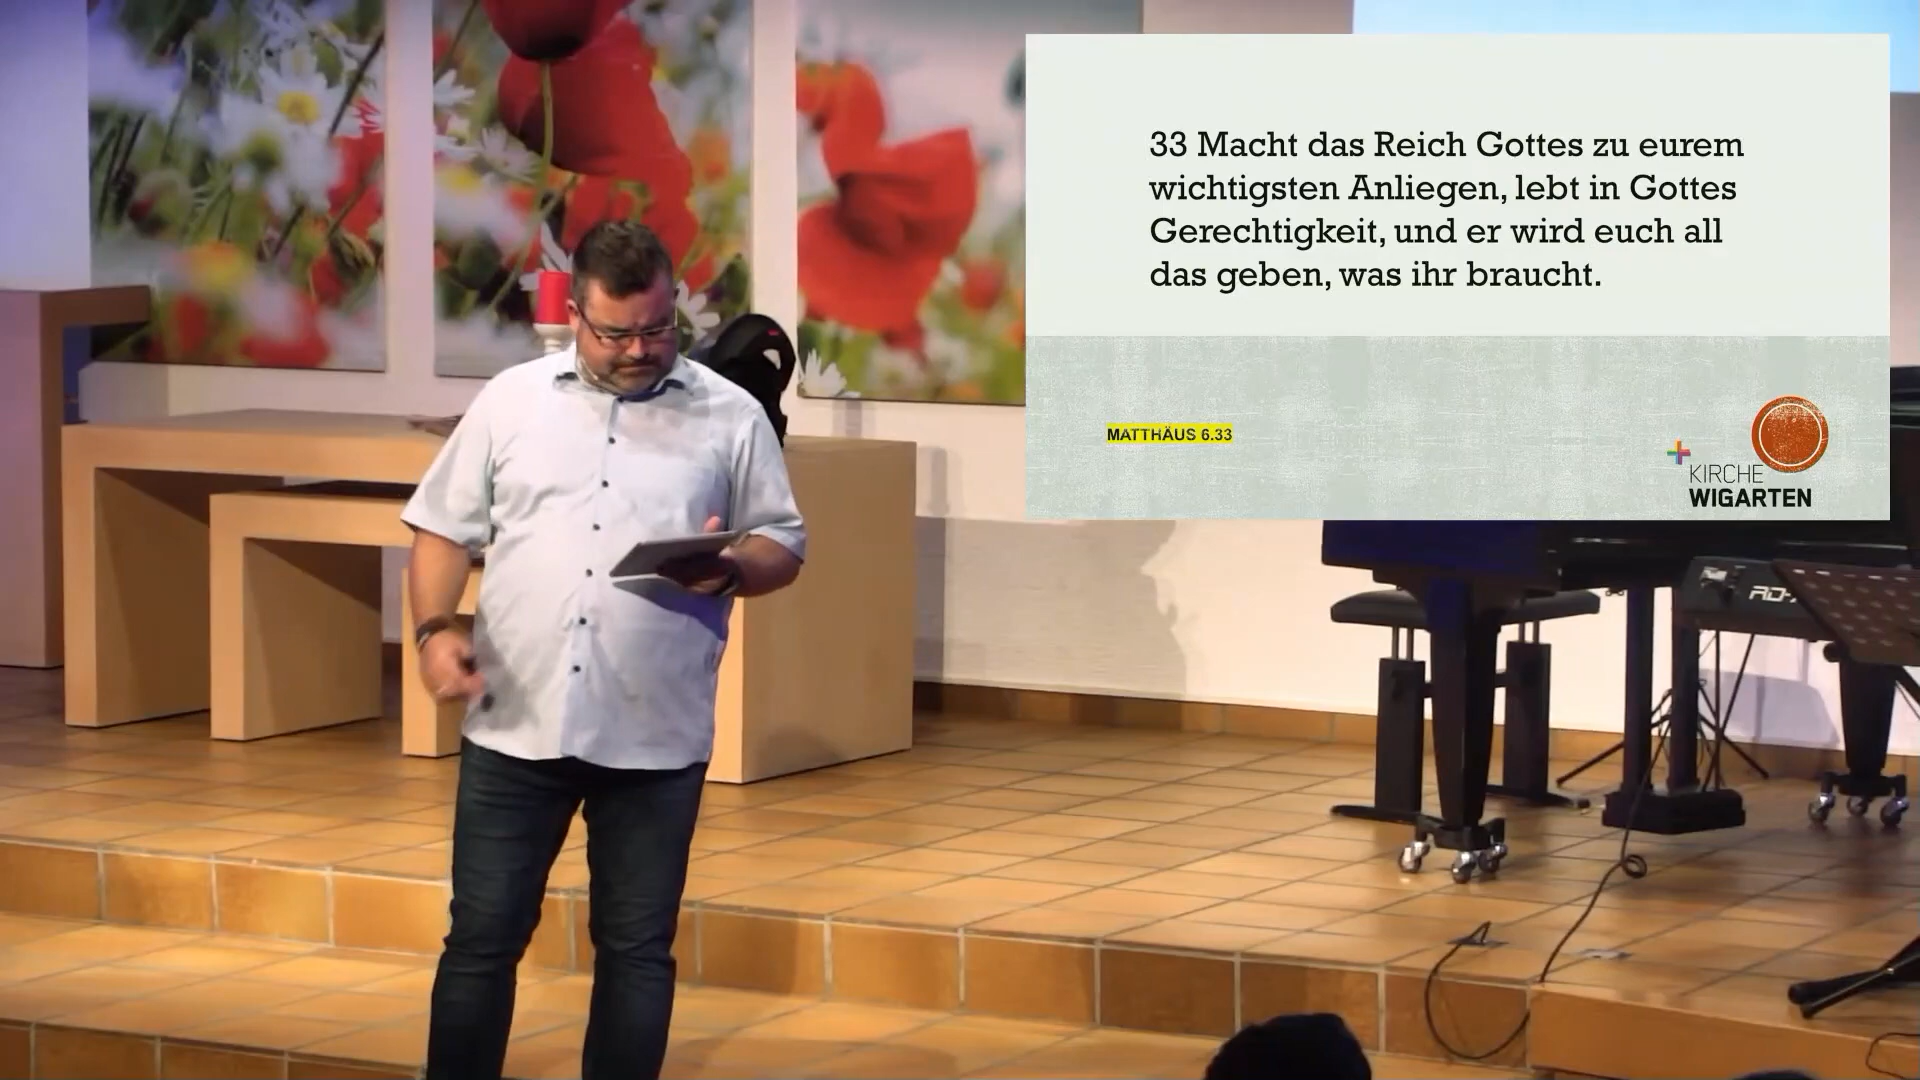 33 Macht das Reich Gottes zu eurem
wichtigsten Anliegen, lebt in Gottes
Gerechtigkeit, und er wird euch all
das geben, was ihr braucht.
MATTHÄUS 6.33
KIRCHE
WIGARTEN